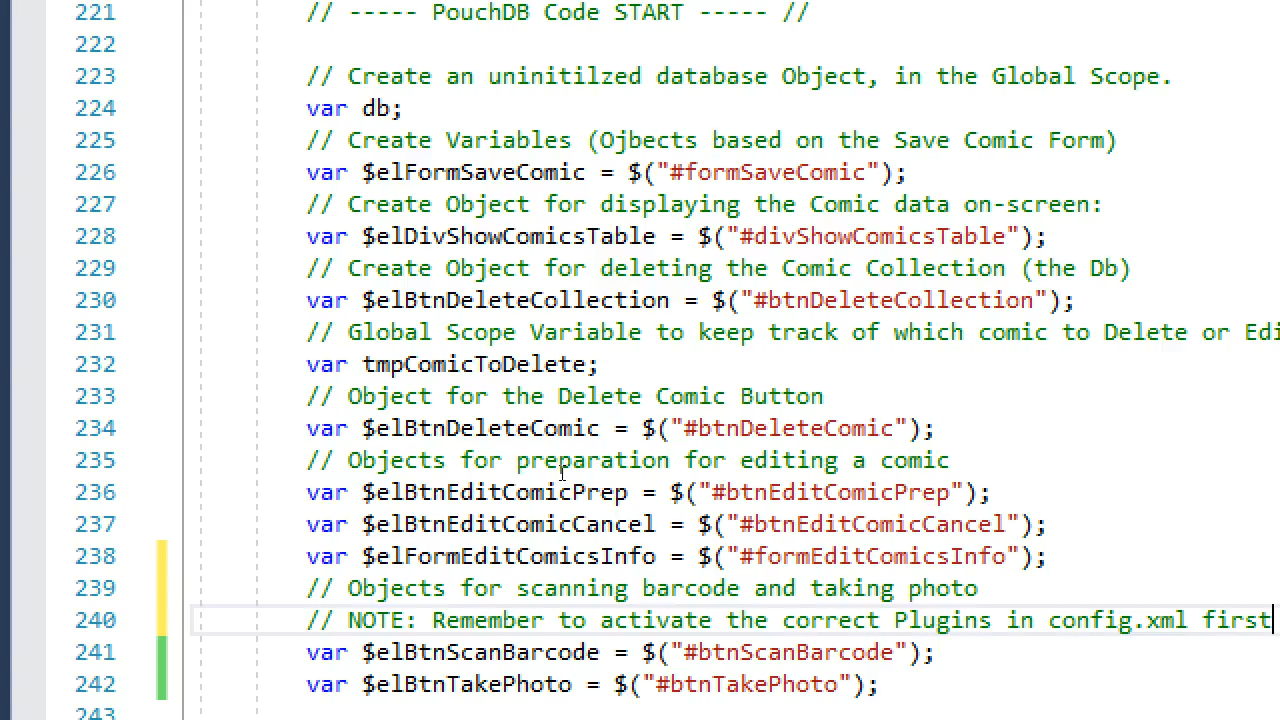 221 // ----- PouchDB Code START ----- //
222
223 // Create an uninitilzed database Object, in the Global Scope.
224 var db;
225 // Create Variables (Ojbects based on the Save Comic Form)
226 var $elFormSaveComic = $("#formSaveComic");
227 // Create Object for displaying the Comic data on-screen:
228 var $elDivShowComicsTable = $("#divShowComicsTable");
229 // Create Object for deleting the Comic Collection (the Db)
230 var $elBtnDeleteCollection = $("#btnDeleteCollection");
231 // Global Scope Variable to keep track of which comic to Delete or Edi
232 var tmpComicToDelete;
233 // Object for the Delete Comic Button
234 var $elBtnDeleteComic = $("#btnDeleteComic");
235 // Objects for preparation for editing a comic
236 var $elBtnEditComicPrep = $("#btnEditComicPrep");
237 var $elBtnEditComicCancel = $("#btnEditComicCancel");
238 var $elFormEditComicsInfo = $("#formEditComicsInfo");
239 // Objects for scanning barcode and taking photo
240 // NOTE: Remember to activate the correct Plugins in config.xml first
241 var $elBtnScanBarcode = $("#btnScanBarcode");
242 var $elBtnTakePhoto = $("#btnTakePhoto");
243